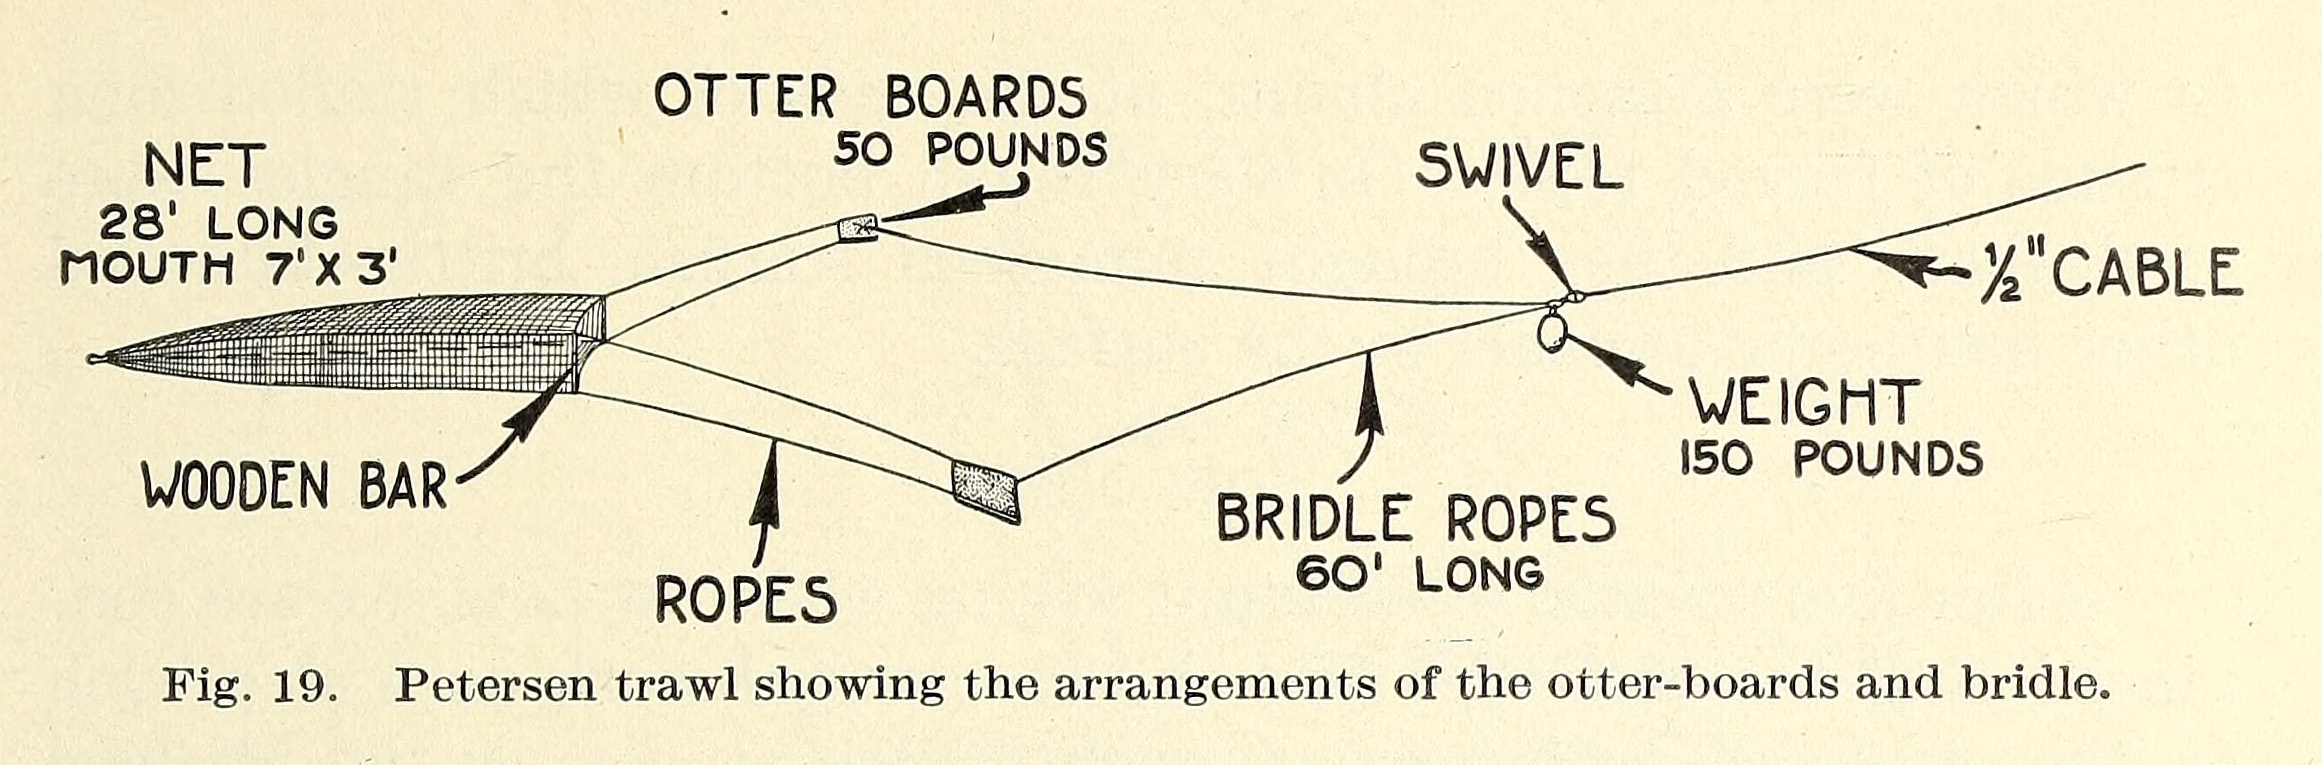 OTTER BOARDS
50 POUNDS
NET
28' LONG
MOUTH 7' X 3'
SWIVEL
½" CABLE
WOODEN BAR
WEIGHT
150 POUNDS
ROPES
BRIDLE ROPES
60' LONG
Fig. 19. Petersen trawl showing the arrangements of the otter-boards and bridle.